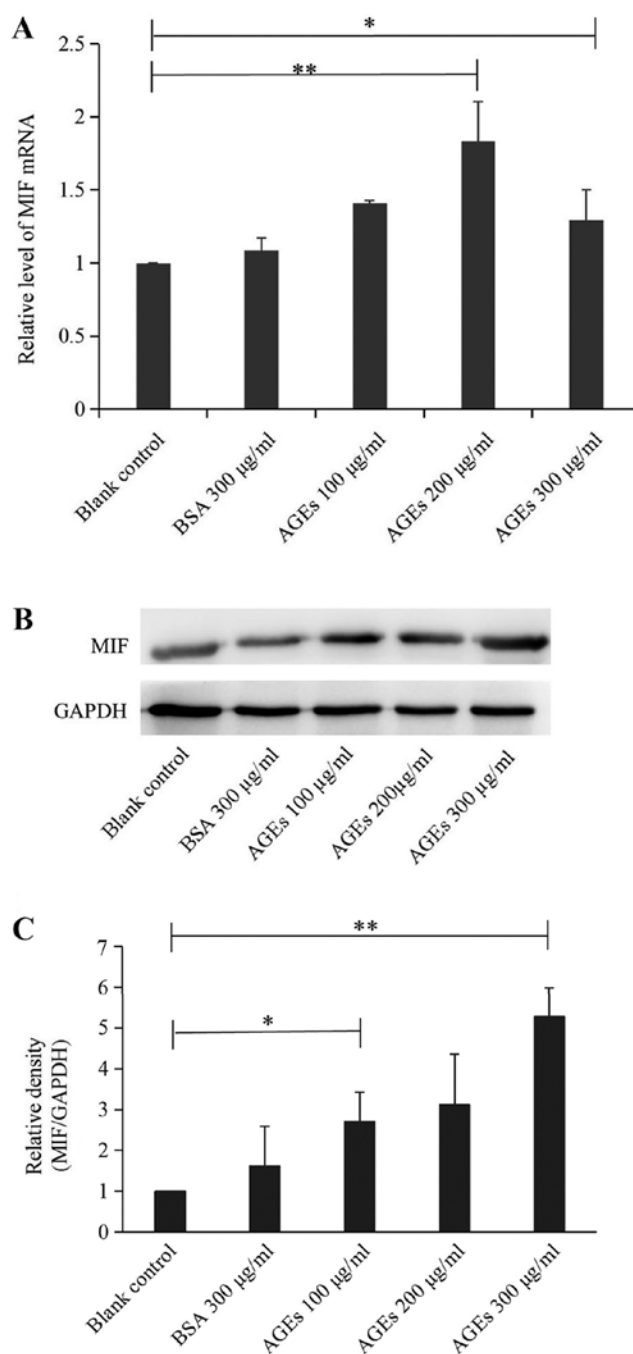 A
*
**
2.5
2
1.5
1
0.5
0
Relative level of MIF mRNA
Blank control
BSA 300 µg/ml
AGEs 100 µg/ml
AGEs 200 µg/ml
AGEs 300 µg/ml
B
MIF
GAPDH
Blank control
BSA 300 µg/ml
AGEs 100 µg/ml
AGEs 200µg/ml
AGEs 300 µg/ml
C
**
*
7
6
5
4
3
2
1
0
Relative density
(MIF/GAPDH)
Blank control
BSA 300 µg/ml
AGEs 100 µg/ml
AGEs 200 µg/ml
AGEs 300 µg/ml